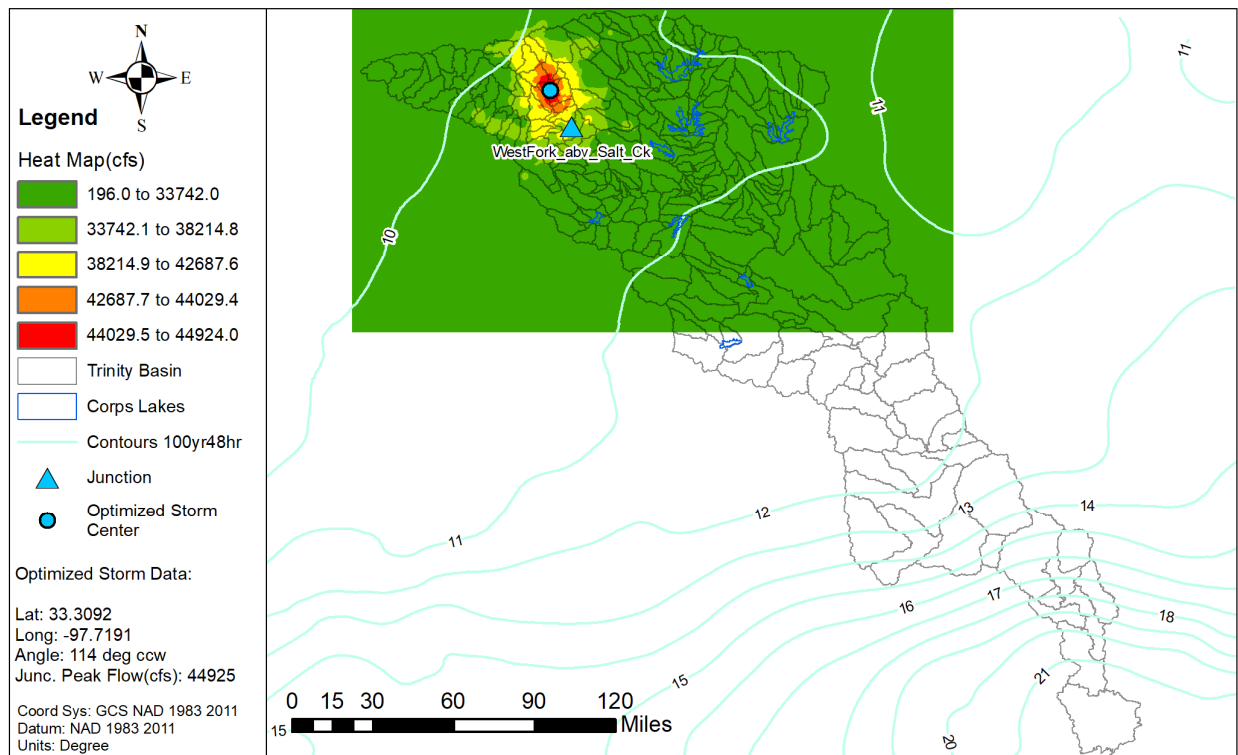 N
W
E
S
Legend
Heat Map(cfs)
196.0 to 33742.0
33742.1 to 38214.8
38214.9 to 42687.6
42687.7 to 44029.4
44029.5 to 44924.0
Trinity Basin
Corps Lakes
Contours 100yr48hr
Junction
Optimized Storm
Center
Optimized Storm Data:
Lat: 33.3092
Long: -97.7191
Angle: 114 deg ccw
Junc. Peak Flow(cfs): 44925
Coord Sys: GCS NAD 1983 2011
Datum: NAD 1983 2011
Units: Degree
11
11
WestFork_abv_Salt_Ck
10
12
13
14
11
16
17
18
15
21
20
15
0 15 30 60 90 120
Miles